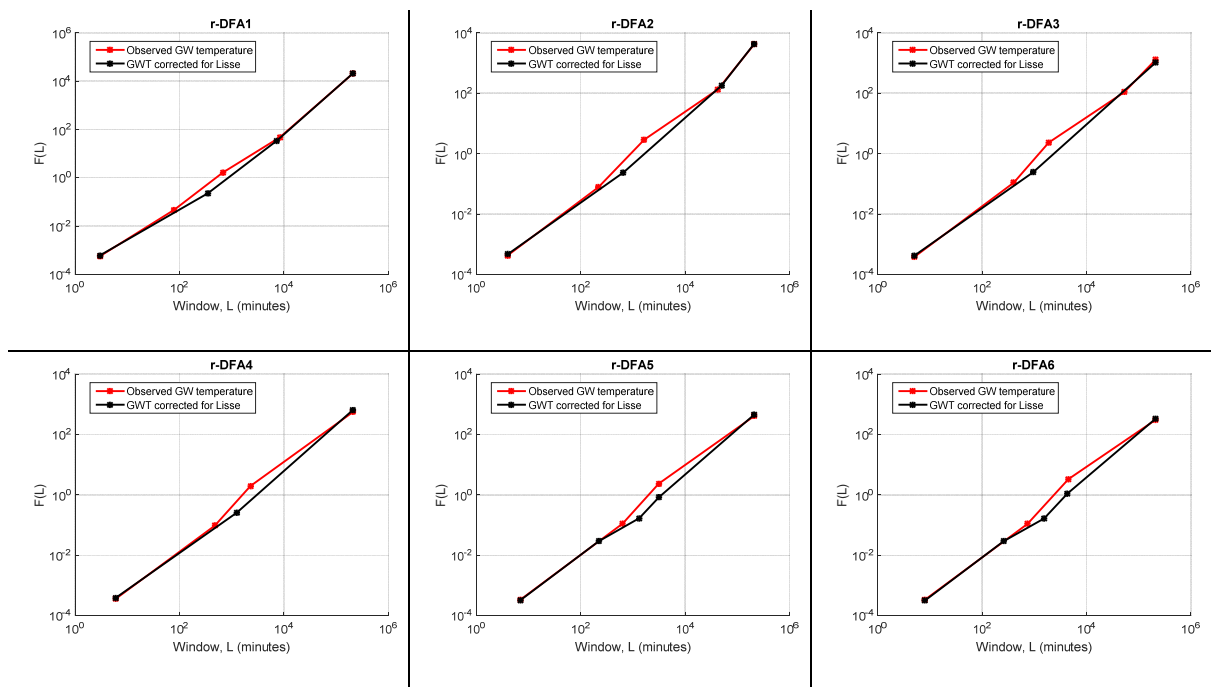 r-DFA1
10^6
10^4
10^2
10^0
10^-2
10^-4
F(L)
Observed GW temperature
GWT corrected for Lisse
10^0 10^2 10^4 10^6
Window, L (minutes)
r-DFA2
10^4
10^2
10^0
10^-2
10^-4
F(L)
Observed GW temperature
GWT corrected for Lisse
10^0 10^2 10^4 10^6
Window, L (minutes)
r-DFA3
10^4
10^2
10^0
10^-2
10^-4
F(L)
Observed GW temperature
GWT corrected for Lisse
10^0 10^2 10^4 10^6
Window, L (minutes)
r-DFA4
10^4
10^2
10^0
10^-2
10^-4
F(L)
Observed GW temperature
GWT corrected for Lisse
10^0 10^2 10^4 10^6
Window, L (minutes)
r-DFA5
10^4
10^2
10^0
10^-2
10^-4
F(L)
Observed GW temperature
GWT corrected for Lisse
10^0 10^2 10^4 10^6
Window, L (minutes)
r-DFA6
10^4
10^2
10^0
10^-2
10^-4
F(L)
Observed GW temperature
GWT corrected for Lisse
10^0 10^2 10^4 10^6
Window, L (minutes)